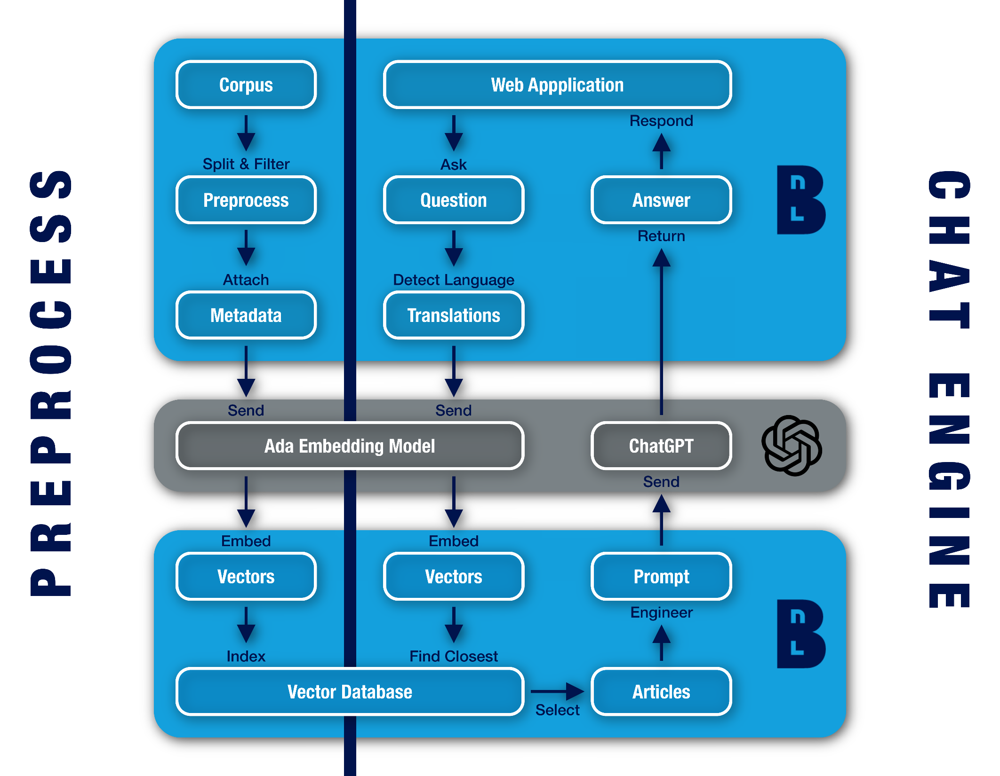 PREPROCESS
Corpus
Split & Filter
Preprocess
Attach
Metadata
Send
Web Appplication
Ask
Question
Detect Language
Translations
Send
Respond
Answer
Return
Ada Embedding Model
ChatGPT
Send
Embed
Vectors
Index
Embed
Vectors
Find Closest
Vector Database
Select
Articles
Engineer
Prompt
BnL
BnL
CHAT ENGINE